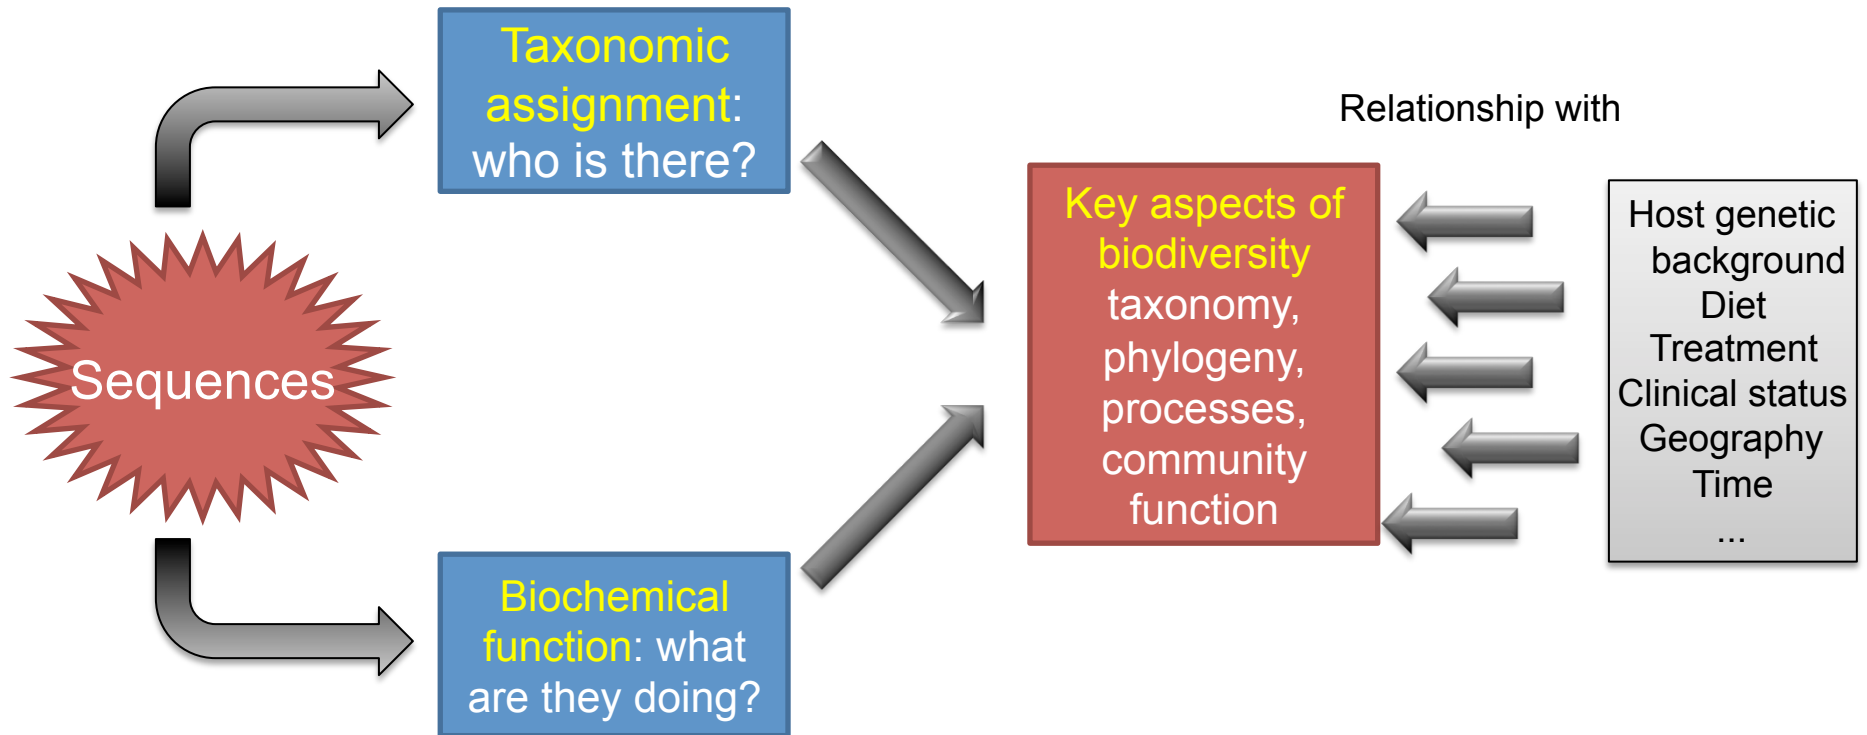 Taxonomic
assignment:
who is there?
Sequences
Biochemical
function: what
are they doing?
Key aspects of
biodiversity
taxonomy,
phylogeny,
processes,
community
function
Relationship with
Host genetic
background
Diet
Treatment
Clinical status
Geography
Time
...